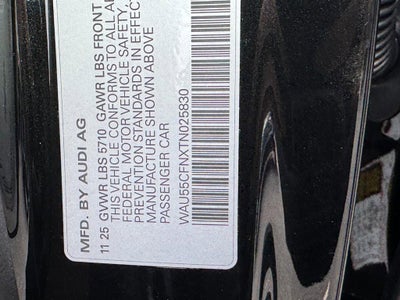 MFD. BY AUDI AG
11 25 GVWR LBS 5710 GAWR LBS FRONT
THIS VEHICLE CONFORMS TO ALL
FEDERAL MOTOR VEHICLE SAFETY,
PREVENTION STANDARDS IN EFFECT
MANUFACTURE SHOWN ABOVE
PASSENGER CAR
WAU55CFNXTN025830